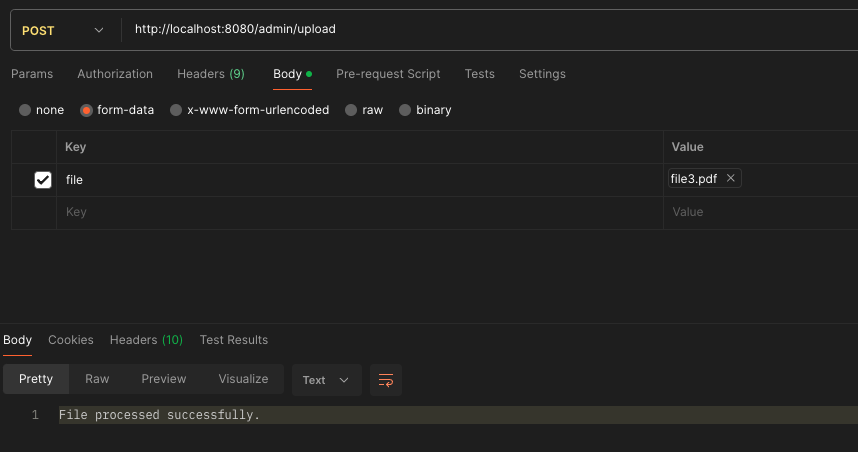 POST http://localhost:8080/admin/upload
Params Authorization Headers (9) Body Pre-request Script Tests Settings
none form-data x-www-form-urlencoded raw binary
Key Value
file file3.pdf
Key Value
Body Cookies Headers (10) Test Results
Pretty Raw Preview Visualize Text
1 File processed successfully.